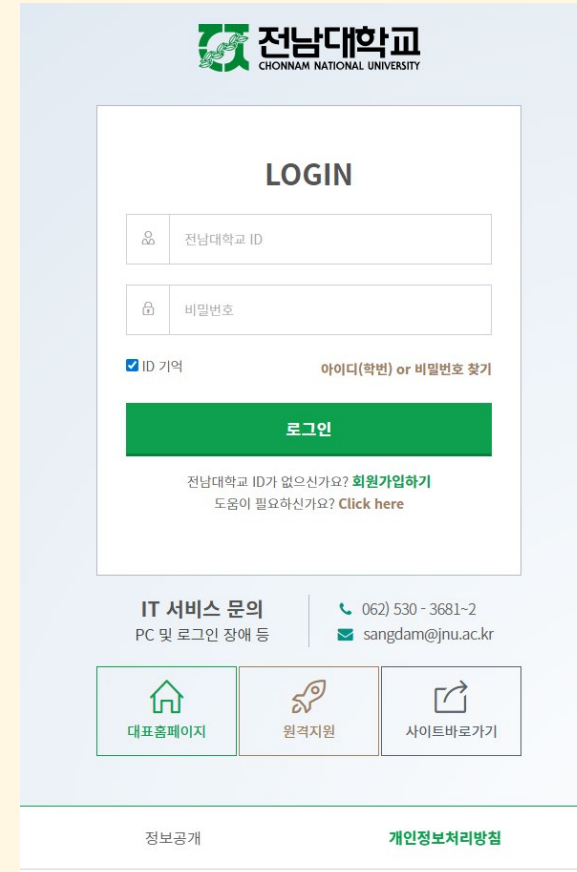 전남대학교
CHONNAM NATIONAL UNIVERSITY
LOGIN
전남대학교 ID
비밀번호
ID 기억
아이디(학번) or 비밀번호 찾기
로그인
전남대학교 ID가 없으신가요? 회원가입하기
도움이 필요하신가요? Click here
IT 서비스 문의
PC 및 로그인 장애 등
062) 530 - 3681~2
sangdam@jnu.ac.kr
대표홈페이지
원격지원
사이트바로가기
정보공개
개인정보처리방침